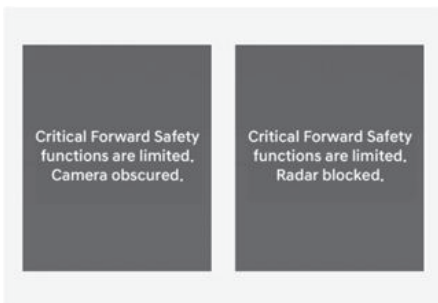 Critical Forward Safety
functions are limited.
Camera obscured.
Critical Forward Safety
functions are limited.
Radar blocked.